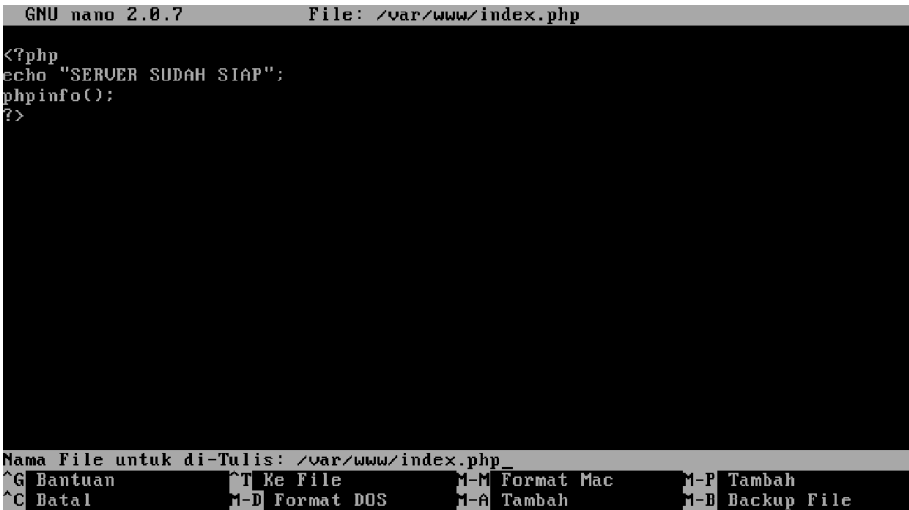 GNU nano 2.0.7 File: /var/www/index.php
<?php
echo "SERVER SUDAH SIAP";
phpinfo();
?>
Nama File untuk di-Tulis: /var/www/index.php_
^G Bantuan ^T Ke File M-M Format Mac M-P Tambah
^C Batal M-D Format DOS M-A Tambah M-B Backup File